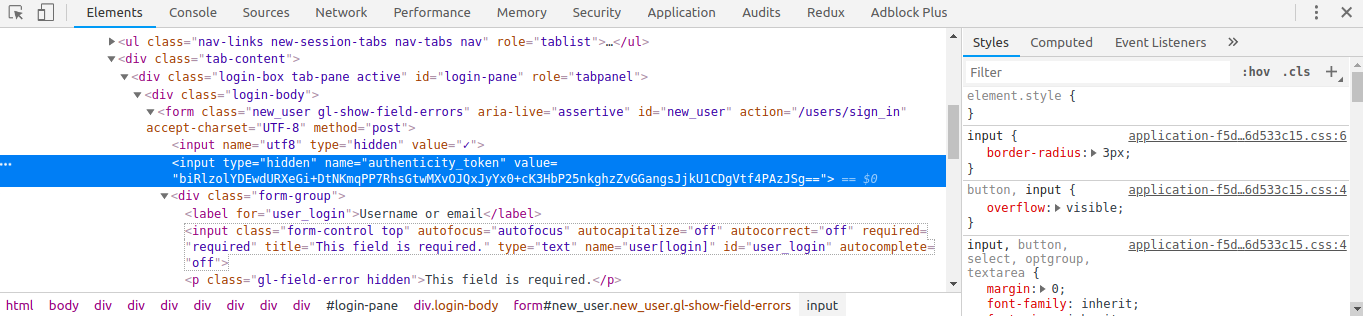 Elements Console Sources Network Performance Memory Security Application Audits Redux Adblock Plus
<ul class="nav-links new-session-tabs nav-tabs nav" role="tablist">…</ul>
<div class="tab-content">
<div class="login-box tab-pane active" id="login-pane" role="tabpanel">
<div class="login-body">
<form class="new_user gl-show-field-errors" aria-live="assertive" id="new_user" action="/users/sign_in"
accept-charset="UTF-8" method="post">
<input name="utf8" type="hidden" value="✓">
<input type="hidden" name="authenticity_token" value=
"biRlzolYDEwdURXeGi+DtNKmqPP7RhsGtwMXvOJQxJyYx0+cK3HbP25nkghzZvGGangsJjkU1CDgVtf4PAzJSg=="> == $0
<div class="form-group">
<label for="user_login">Username or email</label>
<input class="form-control top" autofocus="autofocus" autocapitalize="off" autocorrect="off" required=
"required" title="This field is required." type="text" name="user[login]" id="user_login" autocomplete=
"off">
<p class="gl-field-error hidden">This field is required.</p>
html body div div div div div div #login-pane div.login-body form#new_user.new_user.gl-show-field-errors input
Styles Computed Event Listeners »
Filter :hov .cls +
element.style {
}
input { application-f5d…6d533c15.css:6
border-radius: 3px;
}
button, input { application-f5d…6d533c15.css:4
overflow: visible;
}
input, button, application-f5d…6d533c15.css:4
select, optgroup,
textarea {
margin: 0;
font-family: inherit;